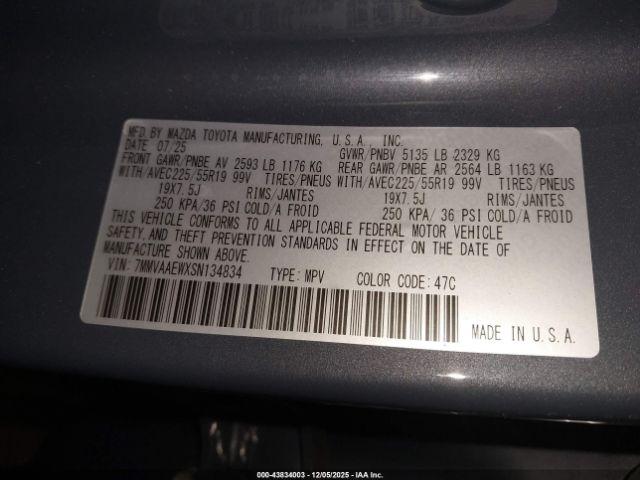 MFD. BY MAZDA TOYOTA MANUFACTURING, U.S.A., INC.
DATE 07/25 GVWR/PNBV 5135 LB 2329 KG
FRONT GAWR/PNBE AV 2593 LB 1176 KG REAR GAWR/PNBE AR 2564 LB 1163 KG
WITH/AVEC225/55R19 99V TIRES/PNEUS WITH/AVEC225/55R19 99V TIRES/PNEUS
19X7.5J RIMS/JANTES 19X7.5J RIMS/JANTES
250 KPA/36 PSI COLD/A FROID 250 KPA/36 PSI COLD/A FROID
THIS VEHICLE CONFORMS TO ALL APPLICABLE FEDERAL MOTOR VEHICLE
SAFETY, AND THEFT PREVENTION STANDARDS IN EFFECT ON THE DATE OF
MANUFACTURE SHOWN ABOVE.
VIN: 7MMVAAEWXSN134834 TYPE: MPV COLOR CODE: 47C
MADE IN U.S.A.
000-43834003 - 12/05/2025 - IAA Inc.